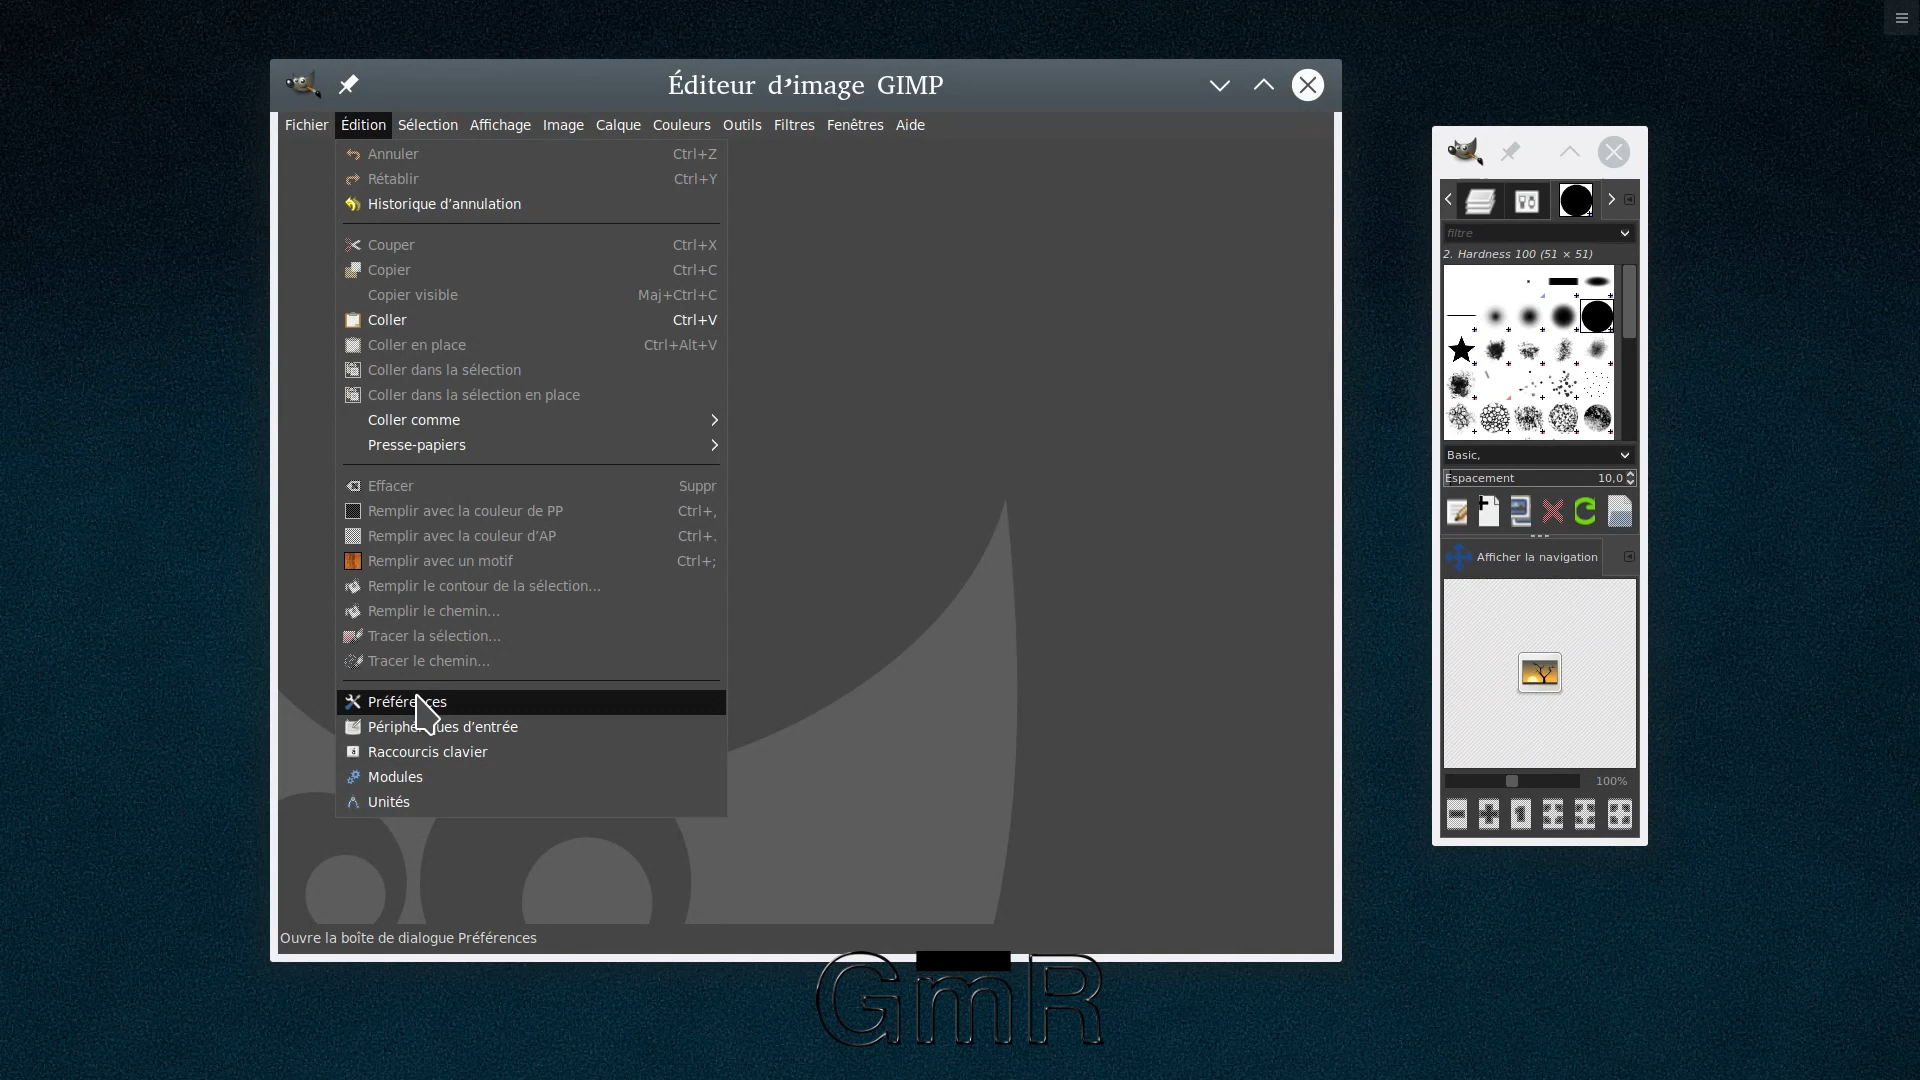 Éditeur d’image GIMP
Fichier Édition Sélection Affichage Image Calque Couleurs Outils Filtres Fenêtres Aide
Annuler Ctrl+Z
Rétablir Ctrl+Y
Historique d’annulation
Couper Ctrl+X
Copier Ctrl+C
Copier visible Maj+Ctrl+C
Coller Ctrl+V
Coller en place Ctrl+Alt+V
Coller dans la sélection
Coller dans la sélection en place
Coller comme
Presse-papiers
Effacer Suppr
Remplir avec la couleur de PP Ctrl+,
Remplir avec la couleur d’AP Ctrl+.
Remplir avec un motif Ctrl+;
Remplir le contour de la sélection…
Remplir le chemin…
Tracer la sélection…
Tracer le chemin…
Préférences
Périphériques d’entrée
Raccourcis clavier
Modules
Unités
Ouvre la boîte de dialogue Préférences
filtre
2. Hardness 100 (51 × 51)
Basic,
Espacement 10,0
Afficher la navigation
100%
GmR